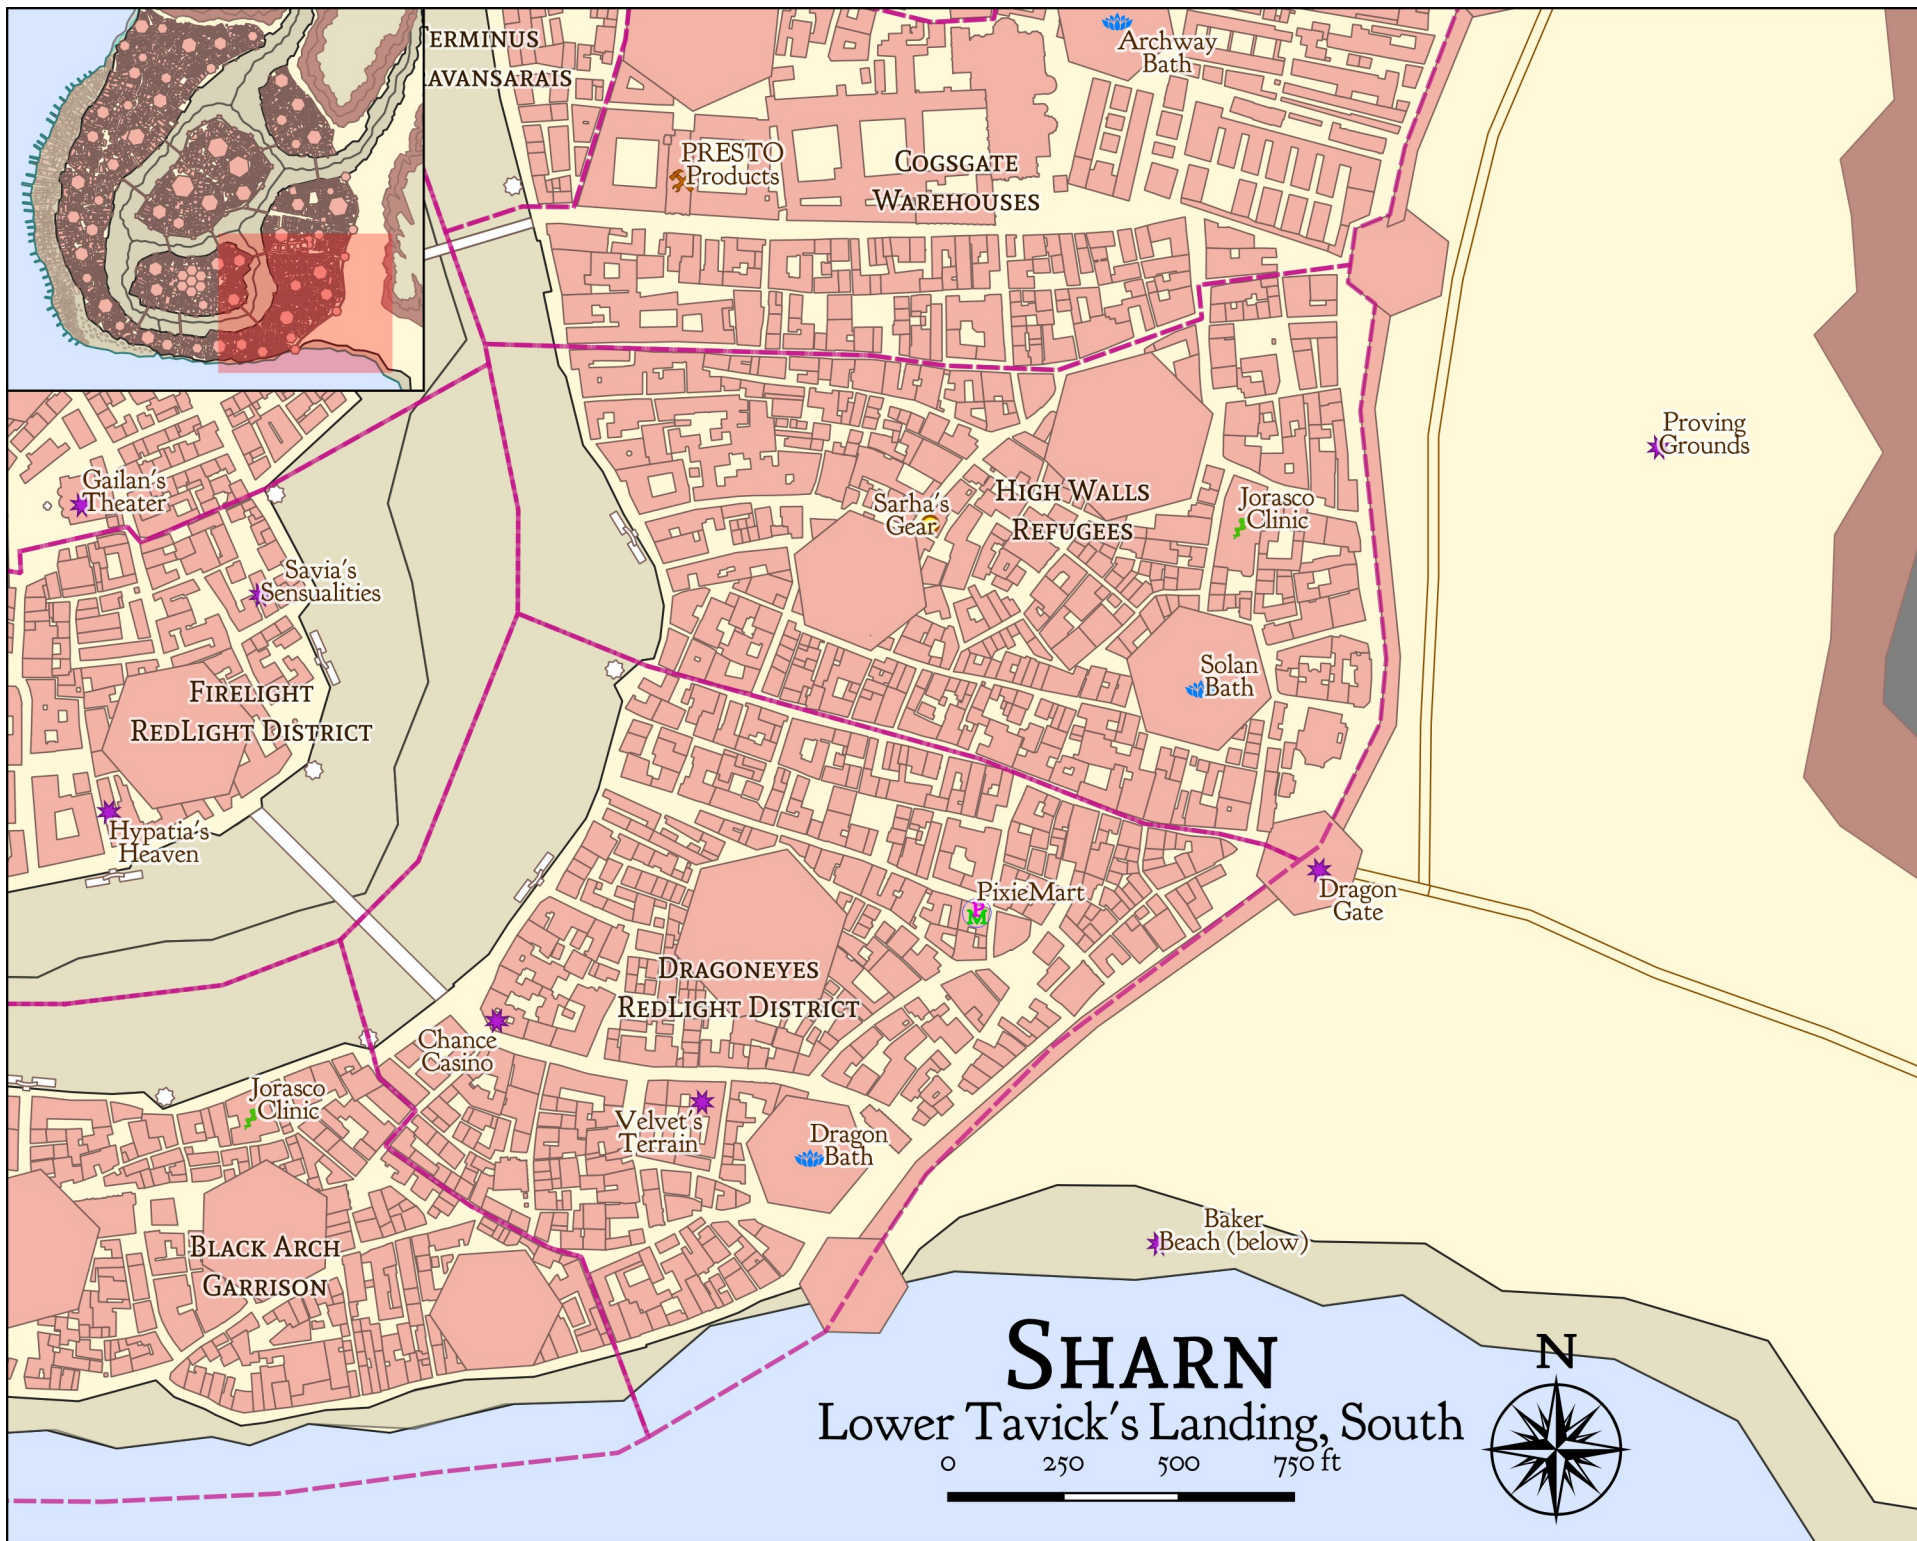 ERMINUS
AVANSARAIS
Archway
Bath
PRESTO
Products
COGSGATE
WAREHOUSES
Proving
Grounds
Gailan's
Theater
Sarha's
Gear
HIGH WALLS
REFUGEES
Jorasco
Clinic
Savia's
Sensualities
FIRELIGHT
REDLIGHT DISTRICT
Solan
Bath
Hypatia's
Heaven
PixieMart
P
M
Dragon
Gate
DRAGONEYES
REDLIGHT DISTRICT
Chance
Casino
Jorasco
Clinic
Velvet's
Terrain
Dragon
Bath
BLACK ARCH
GARRISON
Baker
Beach (below)
SHARN
Lower Tavick's Landing, South
0 250 500 750 ft
N